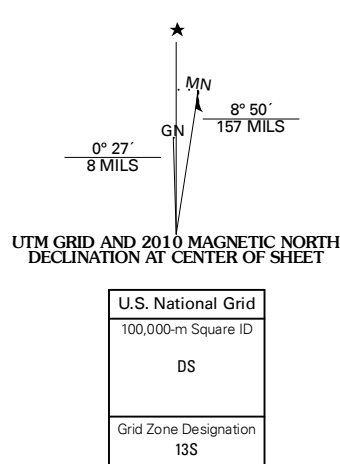 MN
8° 50´
157 MILS
GN
0° 27´
8 MILS
UTM GRID AND 2010 MAGNETIC NORTH
DECLINATION AT CENTER OF SHEET
U.S. National Grid
100,000-m Square ID
DS
Grid Zone Designation
13S